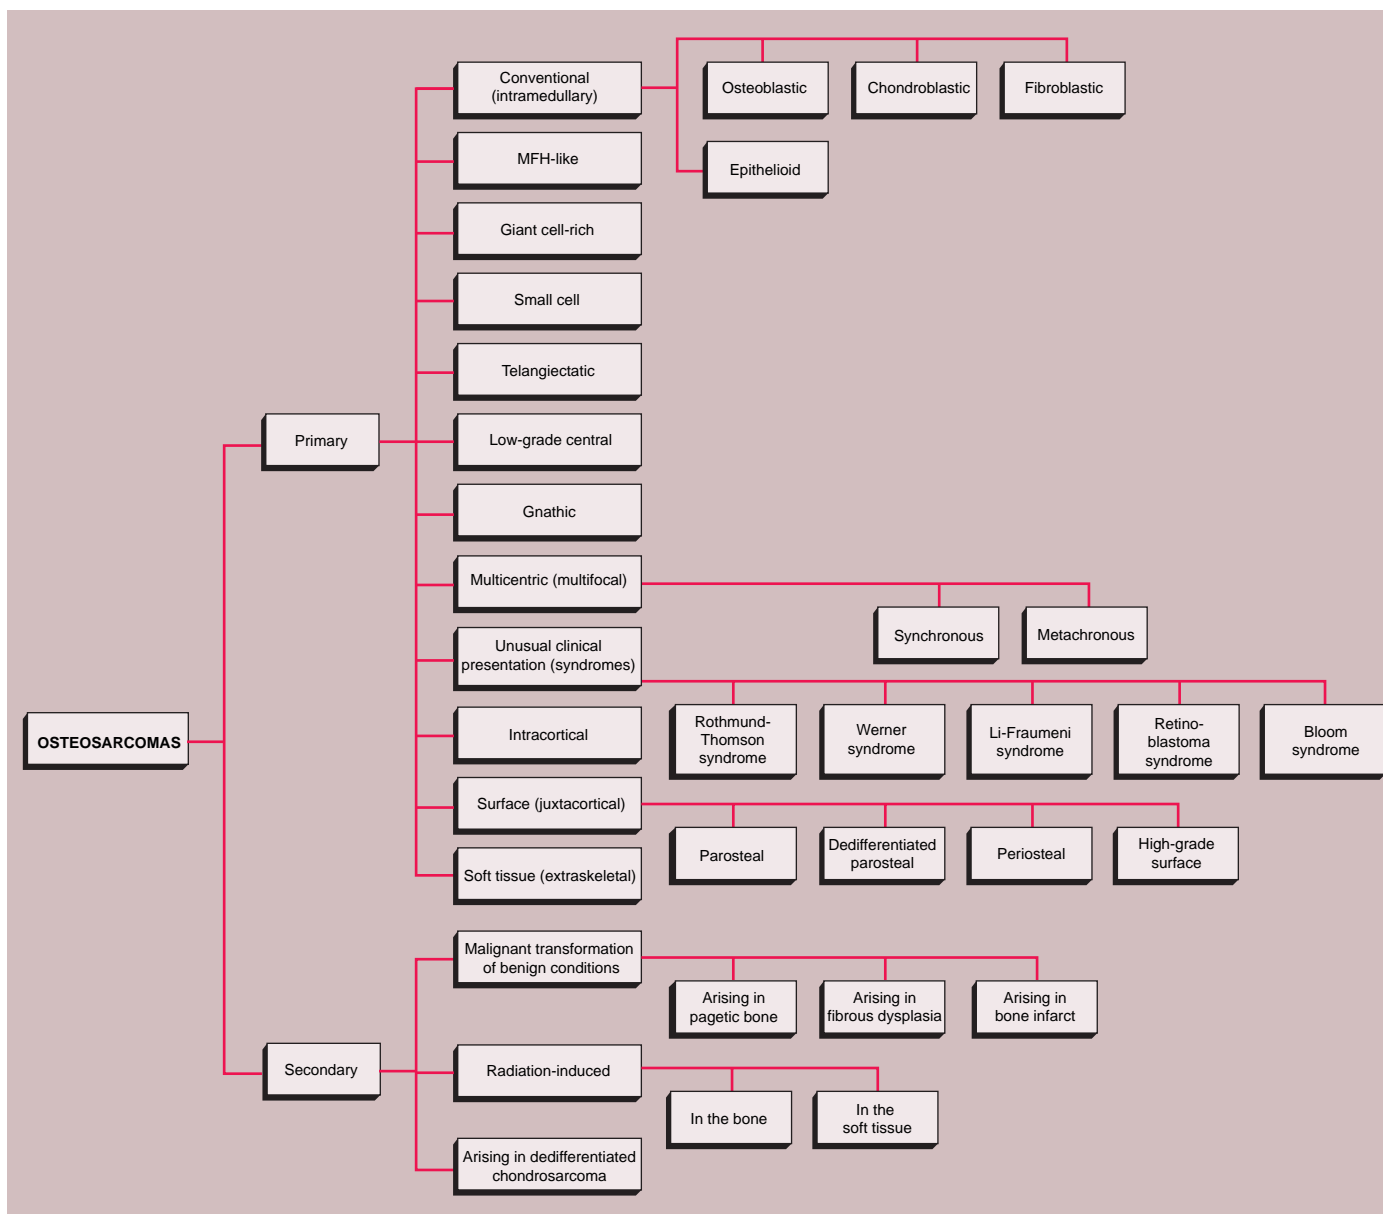 Conventional
(intramedullary)
Osteoblastic
Chondroblastic
Fibroblastic
MFH-like
Epithelioid
Giant cell-rich
Small cell
Telangiectatic
Primary
Low-grade central
Gnathic
Multicentric (multifocal)
Synchronous
Metachronous
Unusual clinical
presentation (syndromes)
Rothmund-
Thomson
syndrome
Werner
syndrome
Li-Fraumeni
syndrome
Retino-
blastoma
syndrome
Bloom
syndrome
OSTEOSARCOMAS
Intracortical
Surface (juxtacortical)
Parosteal
Dedifferentiated
parosteal
Periosteal
High-grade
surface
Soft tissue (extraskeletal)
Malignant transformation
of benign conditions
Arising in
pagetic bone
Arising in
fibrous dysplasia
Arising in
bone infarct
Secondary
Radiation-induced
In the bone
In the
soft tissue
Arising in dedifferentiated
chondrosarcoma